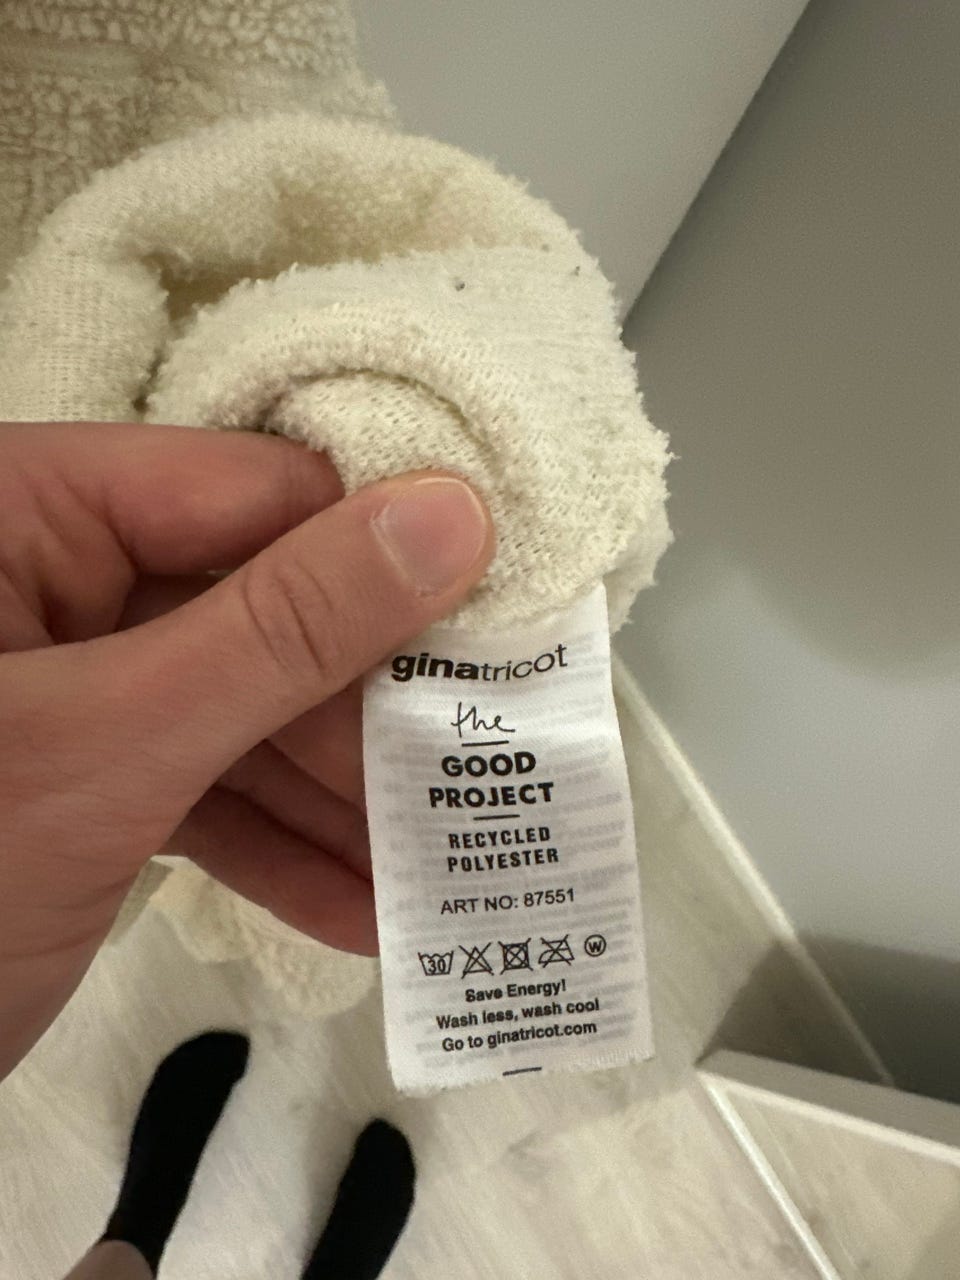 ginatricot
the
GOOD
PROJECT
RECYCLED
POLYESTER
ART NO: 87551
30 W
Save Energy!
Wash less, wash cool
Go to ginatricot.com